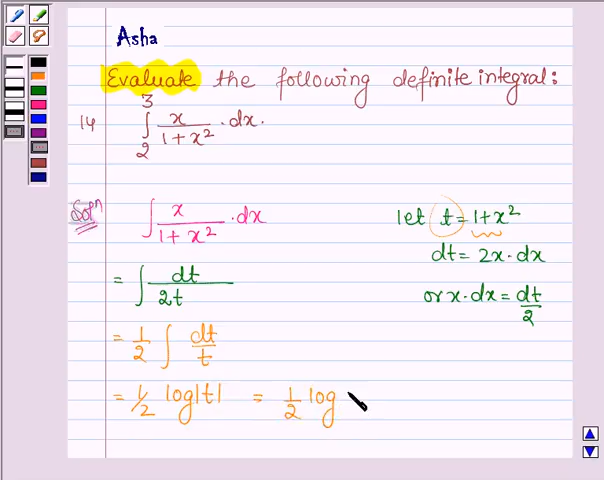 Asha
Evaluate the following definite integral:
14 ∫₂³ x/(1+x²) · dx.
Solⁿ ∫ x/(1+x²) · dx
let t = 1+x²
dt = 2x · dx
or x · dx = dt/2
= ∫ dt/2t
= 1/2 ∫ dt/t
= 1/2 log|t| = 1/2 log